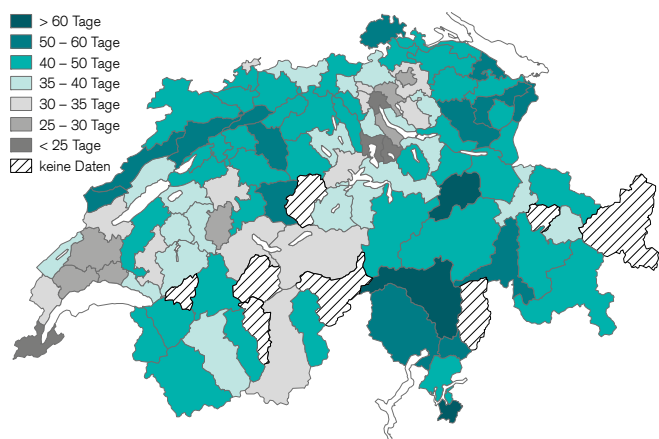 > 60 Tage
50 – 60 Tage
40 – 50 Tage
35 – 40 Tage
30 – 35 Tage
25 – 30 Tage
< 25 Tage
keine Daten